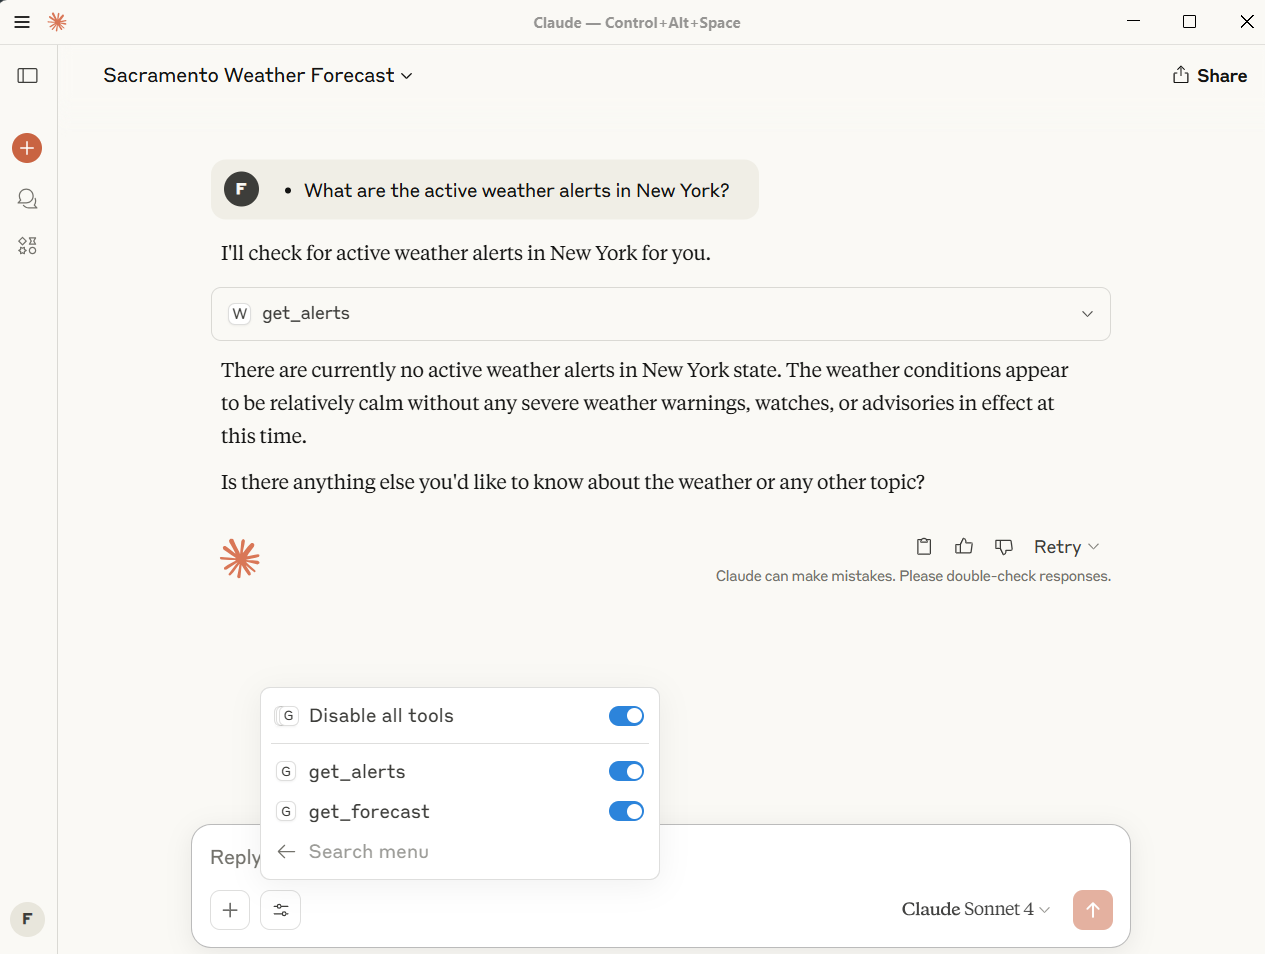 Claude — Control+Alt+Space
Sacramento Weather Forecast
Share
F
• What are the active weather alerts in New York?
I'll check for active weather alerts in New York for you.
W get_alerts
There are currently no active weather alerts in New York state. The weather conditions appear
to be relatively calm without any severe weather warnings, watches, or advisories in effect at
this time.
Is there anything else you'd like to know about the weather or any other topic?
Retry
Claude can make mistakes. Please double-check responses.
G Disable all tools
G get_alerts
G get_forecast
Search menu
Reply
Claude Sonnet 4
F